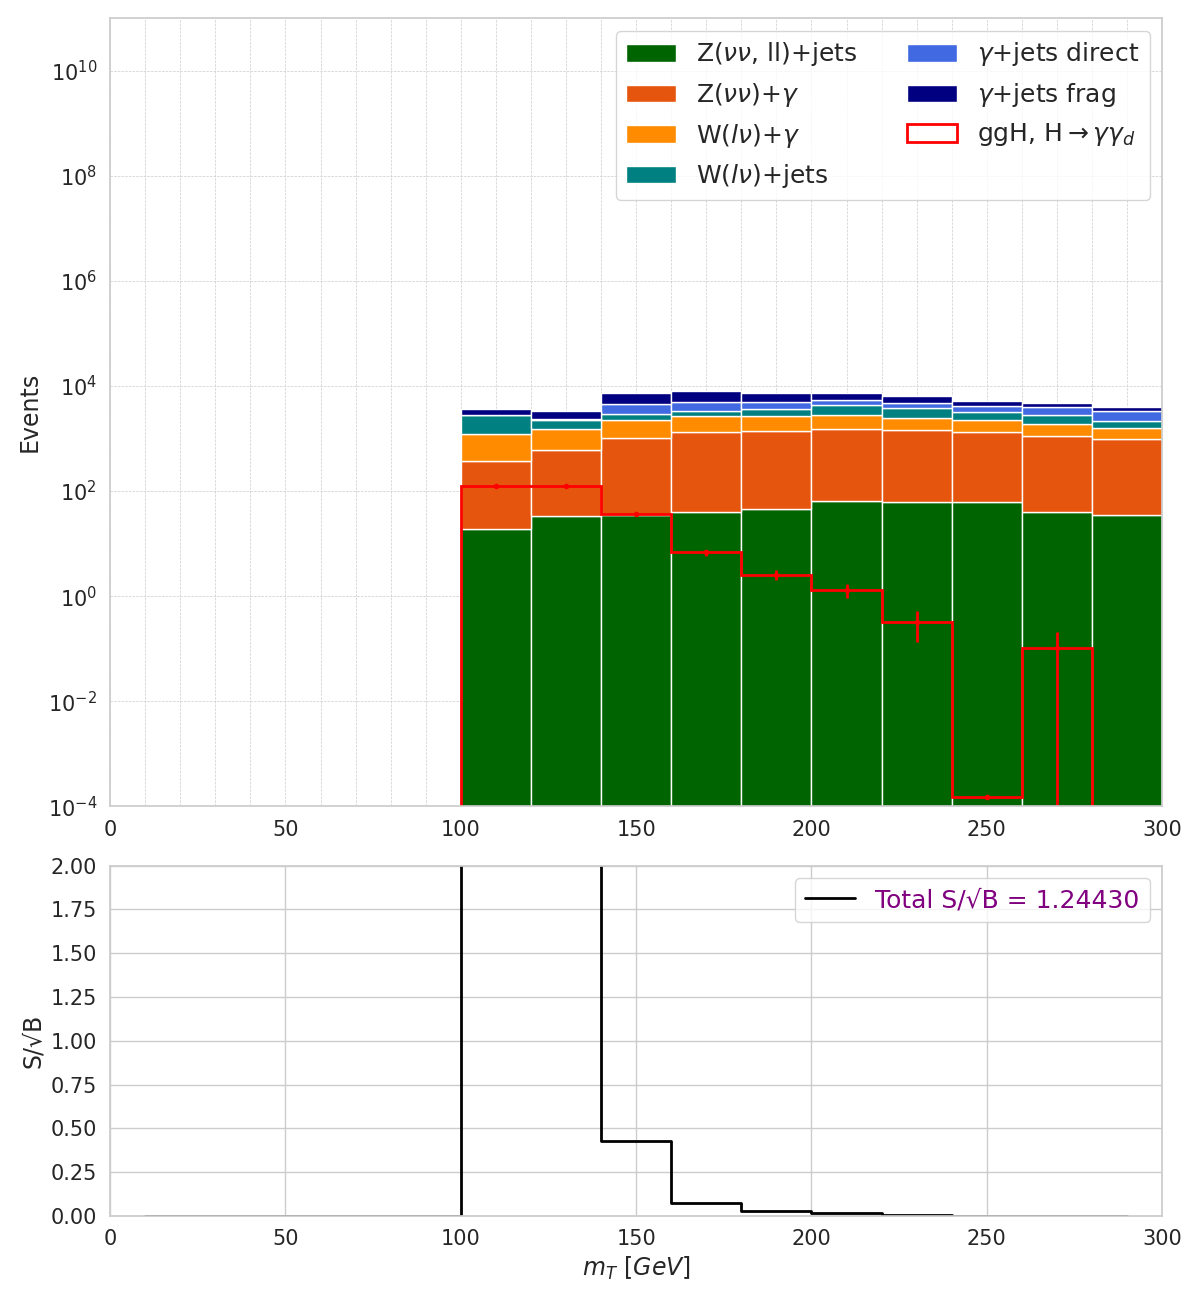 Z(νν, ll)+jets
Z(νν)+γ
W(lν)+γ
W(lν)+jets
γ+jets direct
γ+jets frag
ggH, H→γγ_d
Events
10^10
10^8
10^6
10^4
10^2
10^0
10^−2
10^−4
0 50 100 150 200 250 300
Total S/√B = 1.24430
S/√B
2.00
1.75
1.50
1.25
1.00
0.75
0.50
0.25
0.00
0 50 100 150 200 250 300
m_T [GeV]